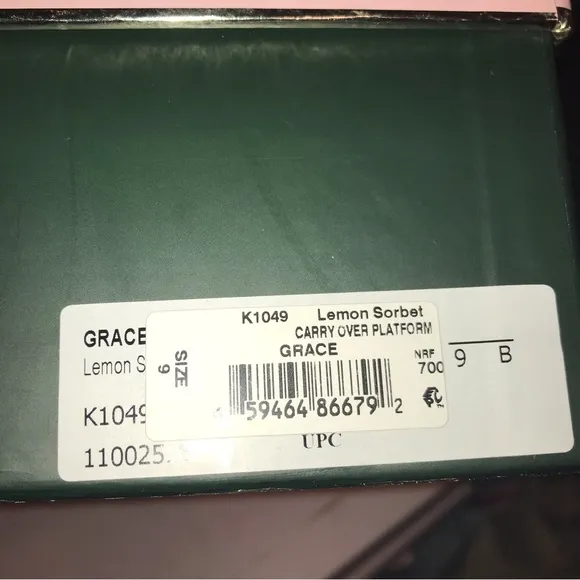 K1049 Lemon Sorbet
CARRY OVER PLATFORM
GRACE
SIZE
9
NRF
700
59464 86679 2
GRACE
Lemon S
K1049
110025.
9 B
UPC